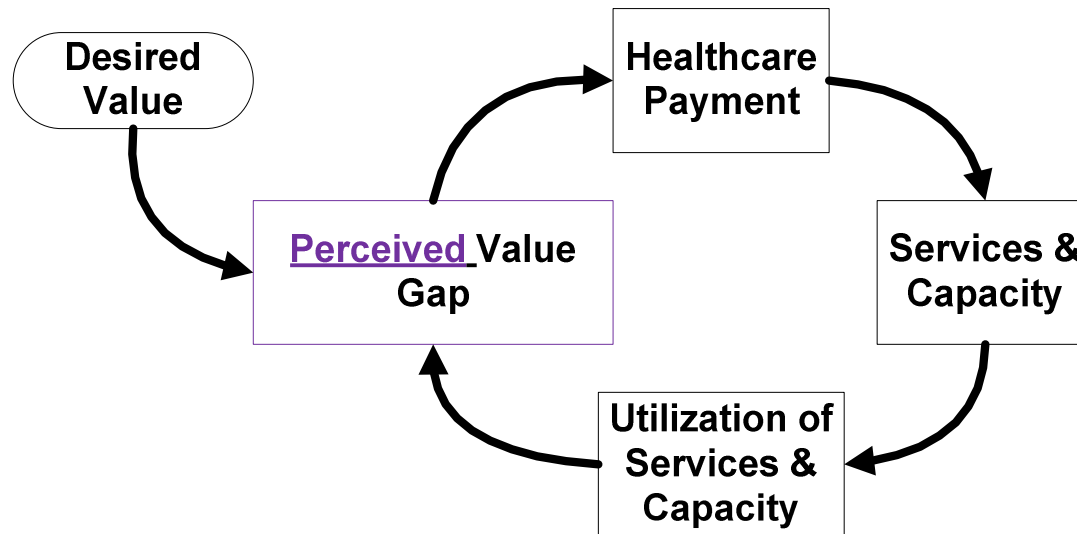 Desired
Value
Healthcare
Payment
Perceived Value
Gap
Services &
Capacity
Utilization of
Services &
Capacity